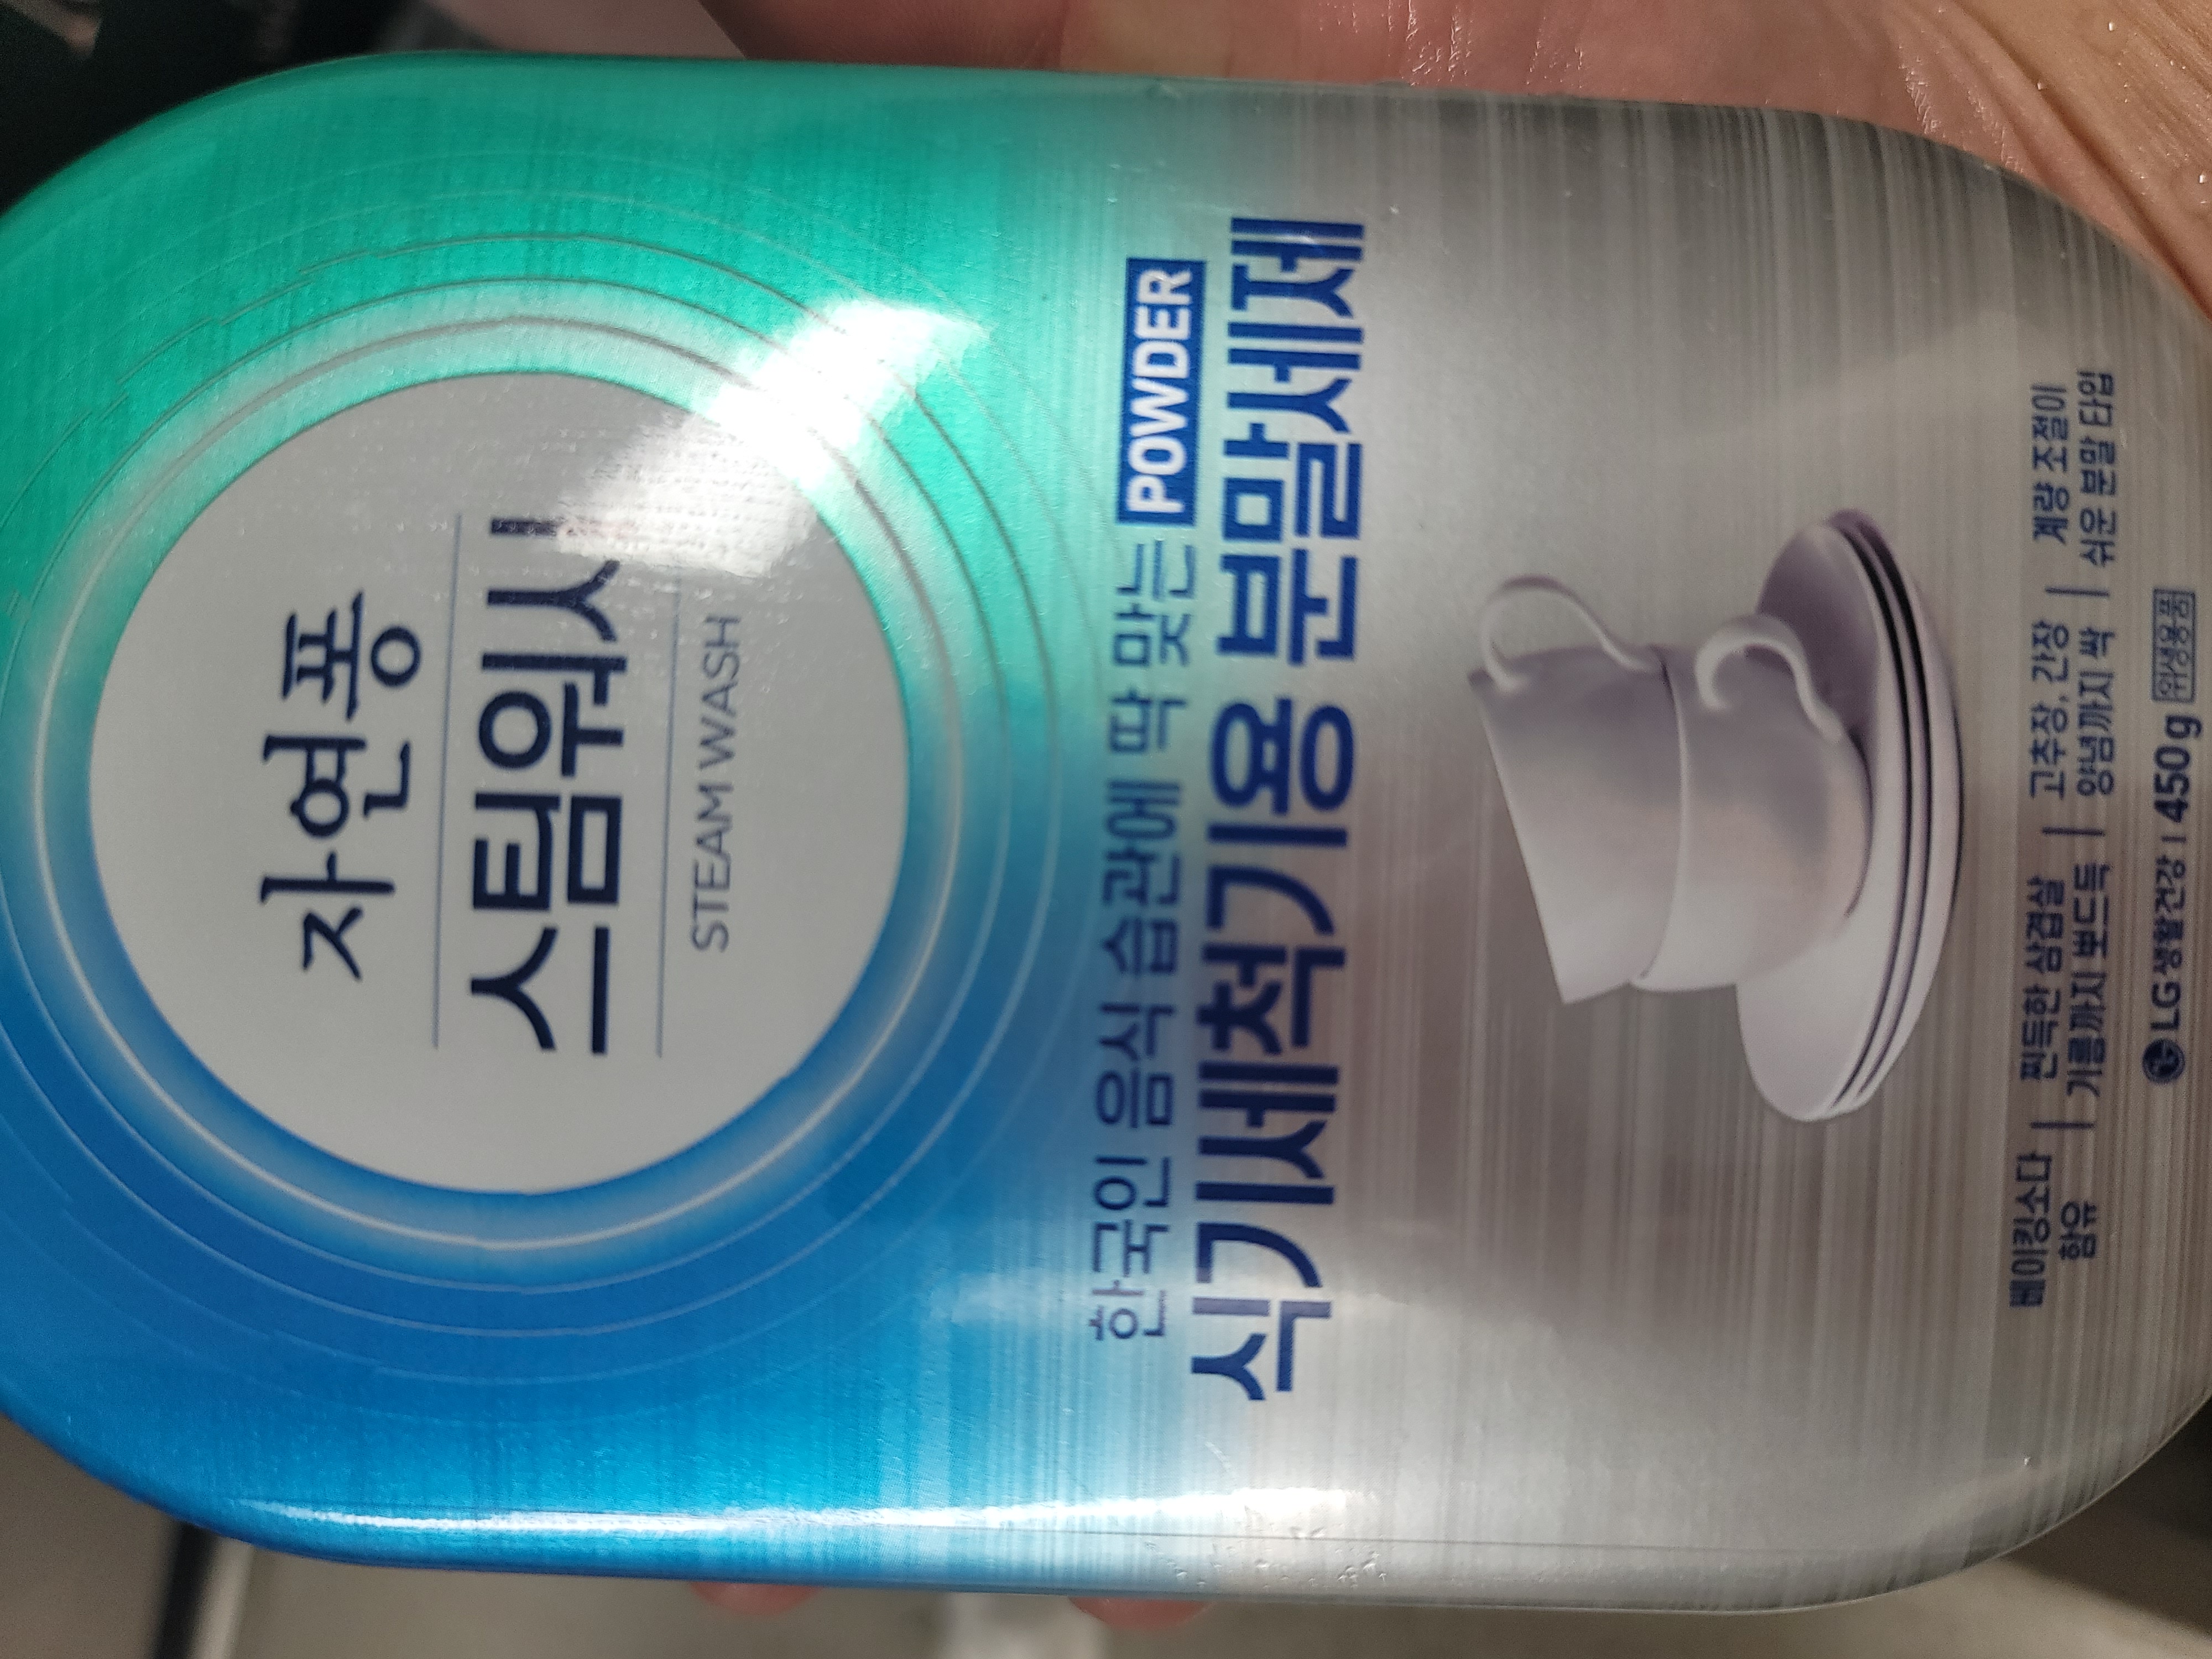 자연퐁
스팀워시
STEAM WASH
한국인 음식 습관에 딱 맞는 POWDER
식기세척기용 분말세제
베이킹소다 | 찐득한 삼겹살 | 고추장, 간장 | 계량 조절이
함유 | 기름까지 뽀드득 | 양념까지 싹 | 쉬운 분말 타입
LG생활건강 | 450g 위생용품